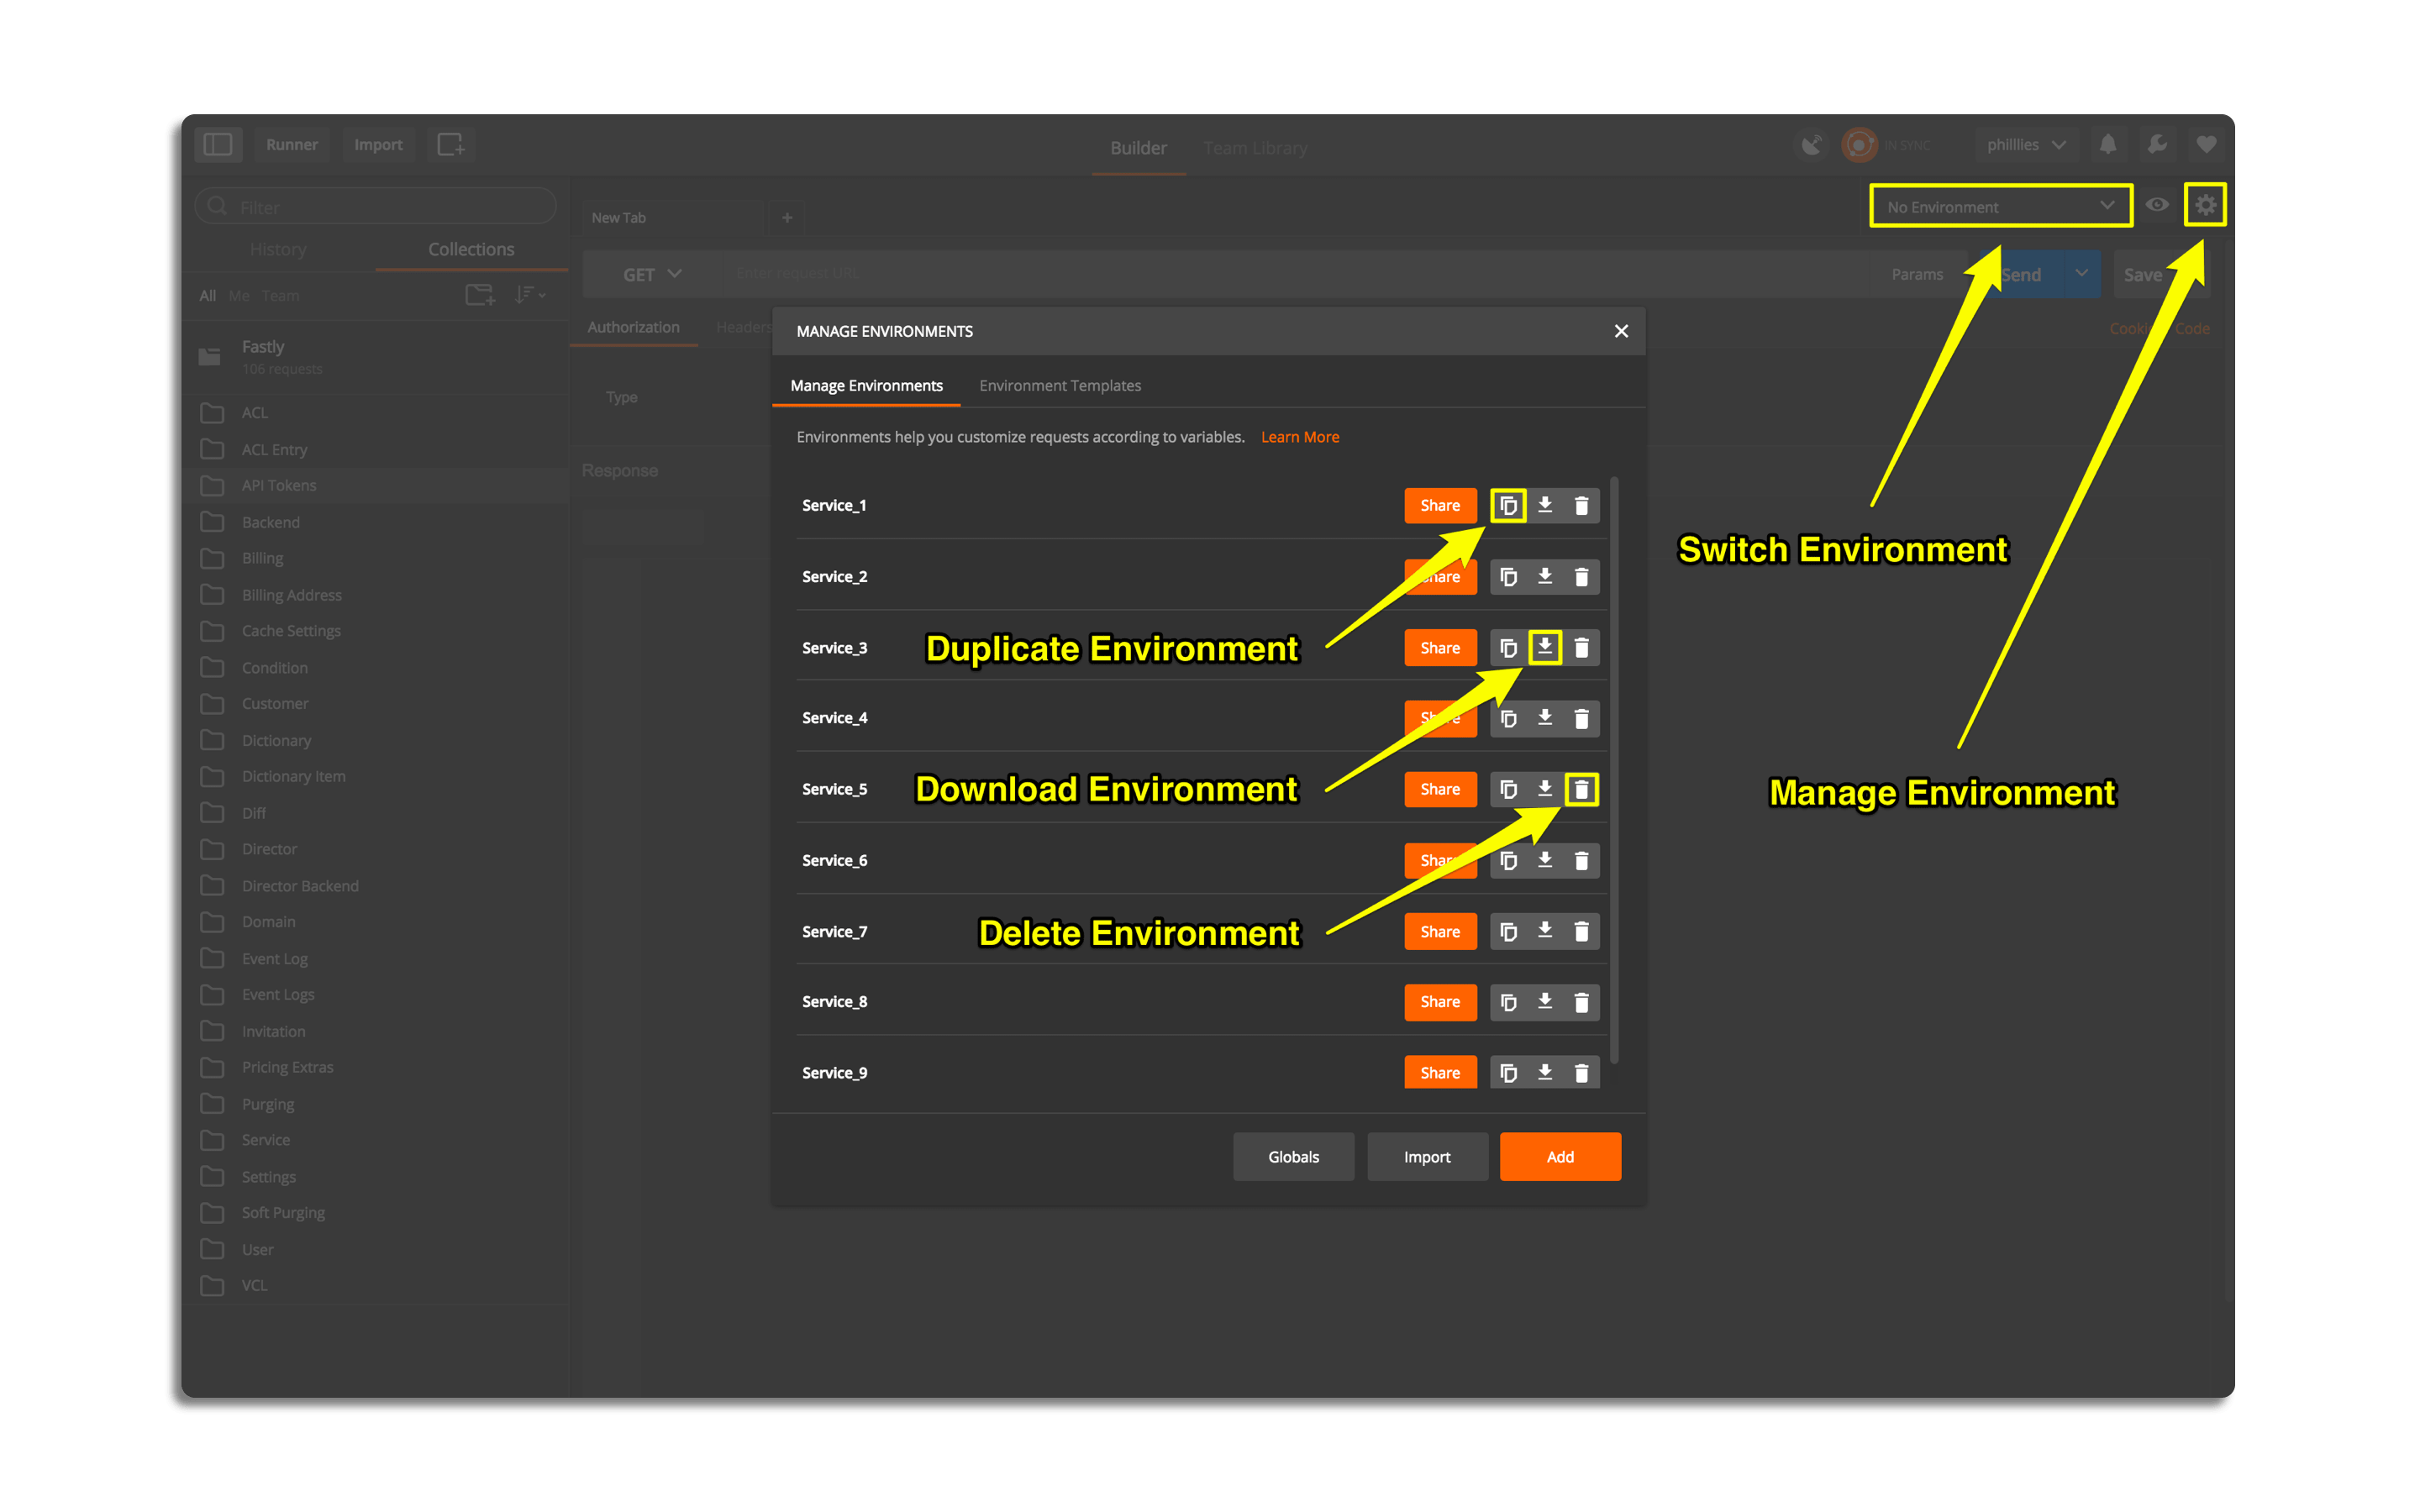 Runner
Import
Builder
Team Library
IN SYNC
philllies
Filter
New Tab
+
No Environment
History
Collections
GET
Enter request URL
Params
Send
Save
All Me Team
Authorization
Headers
Code
Fastly
106 requests
Type
Response
ACL
ACL Entry
API Tokens
Backend
Billing
Billing Address
Cache Settings
Condition
Customer
Dictionary
Dictionary Item
Diff
Director
Director Backend
Domain
Event Log
Event Logs
Invitation
Pricing Extras
Purging
Service
Settings
Soft Purging
User
VCL
MANAGE ENVIRONMENTS
Manage Environments
Environment Templates
Environments help you customize requests according to variables. Learn More
Service_1
Share
Service_2
Share
Duplicate Environment
Service_3
Share
Service_4
Share
Download Environment
Service_5
Share
Service_6
Share
Delete Environment
Service_7
Share
Service_8
Share
Service_9
Share
Globals
Import
Add
Switch Environment
Manage Environment